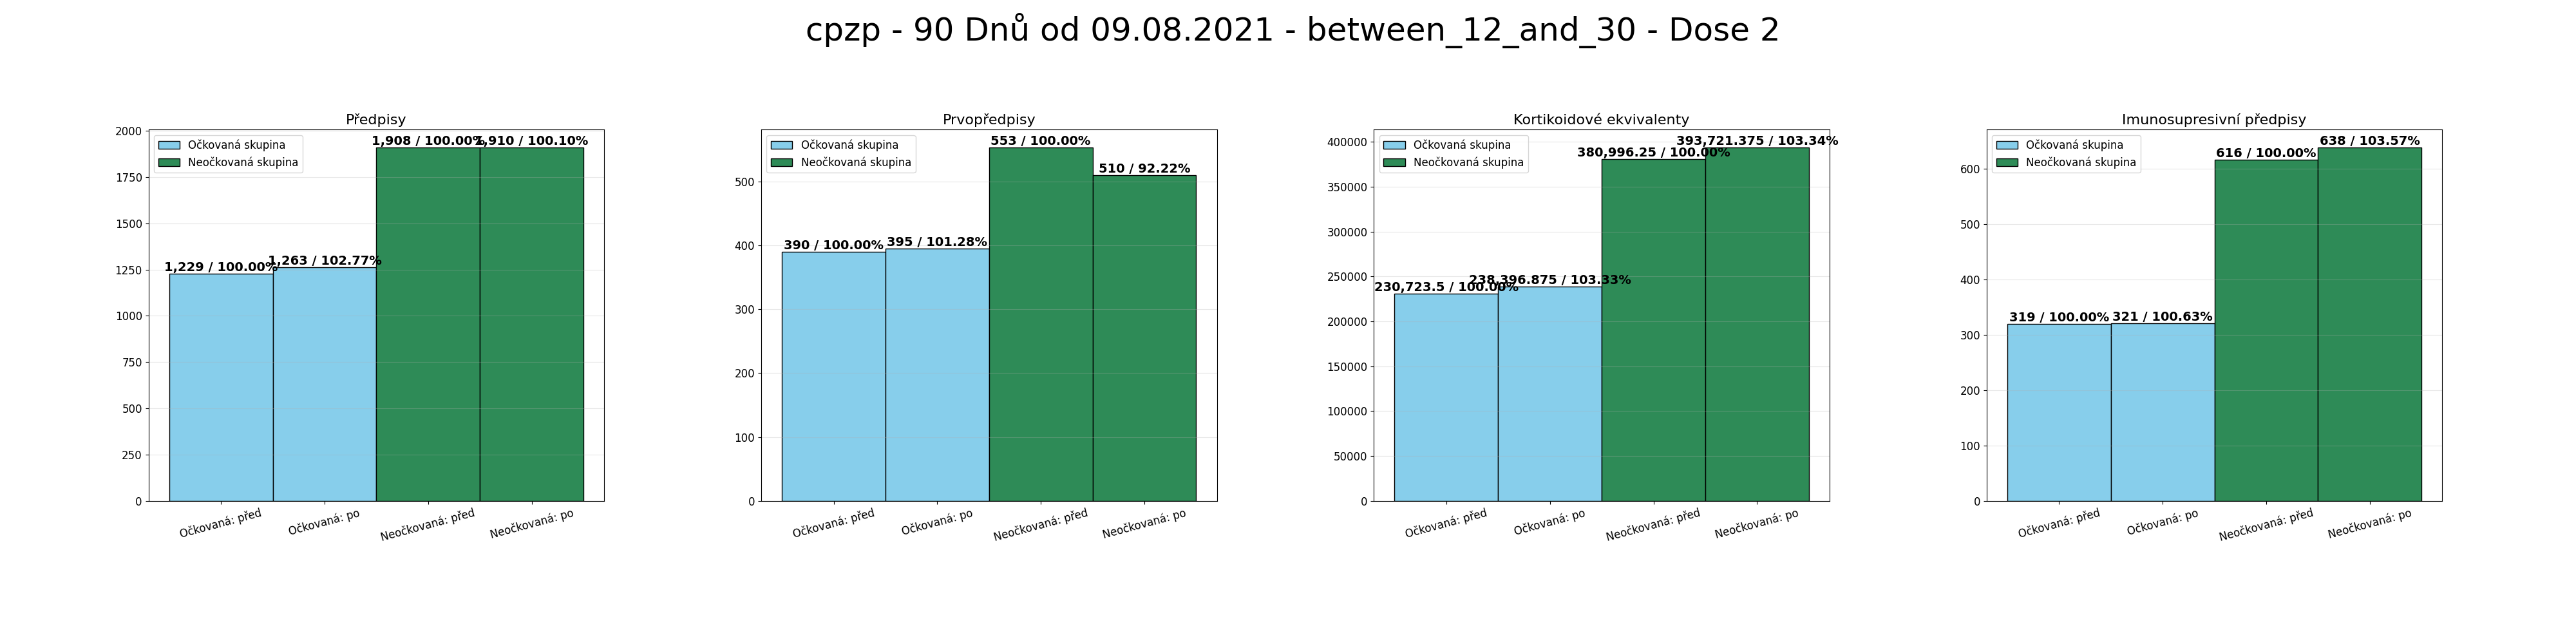 cpzp - 90 Dnů od 09.08.2021 - between_12_and_30 - Dose 2
Předpisy
2000
1750
1500
1250
1000
750
500
250
0
Očkovaná skupina
Neočkovaná skupina
1,229 / 100.00%
1,263 / 102.77%
1,908 / 100.00%
1,910 / 100.10%
Očkovaná: před
Očkovaná: po
Neočkovaná: před
Neočkovaná: po
Prvopředpisy
500
400
300
200
100
0
Očkovaná skupina
Neočkovaná skupina
390 / 100.00%
395 / 101.28%
553 / 100.00%
510 / 92.22%
Očkovaná: před
Očkovaná: po
Neočkovaná: před
Neočkovaná: po
Kortikoidové ekvivalenty
400000
350000
300000
250000
200000
150000
100000
50000
0
Očkovaná skupina
Neočkovaná skupina
230,723.5 / 100.00%
238,396.875 / 103.33%
380,996.25 / 100.00%
393,721.375 / 103.34%
Očkovaná: před
Očkovaná: po
Neočkovaná: před
Neočkovaná: po
Imunosupresivní předpisy
600
500
400
300
200
100
0
Očkovaná skupina
Neočkovaná skupina
319 / 100.00%
321 / 100.63%
616 / 100.00%
638 / 103.57%
Očkovaná: před
Očkovaná: po
Neočkovaná: před
Neočkovaná: po